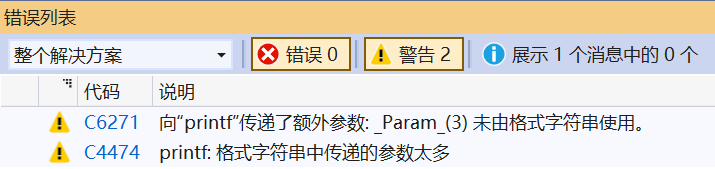 错误列表
整个解决方案 错误 0 警告 2 展示 1 个消息中的 0 个
代码 说明
C6271 向“printf”传递了额外参数: _Param_(3) 未由格式字符串使用。
C4474 printf: 格式字符串中传递的参数太多